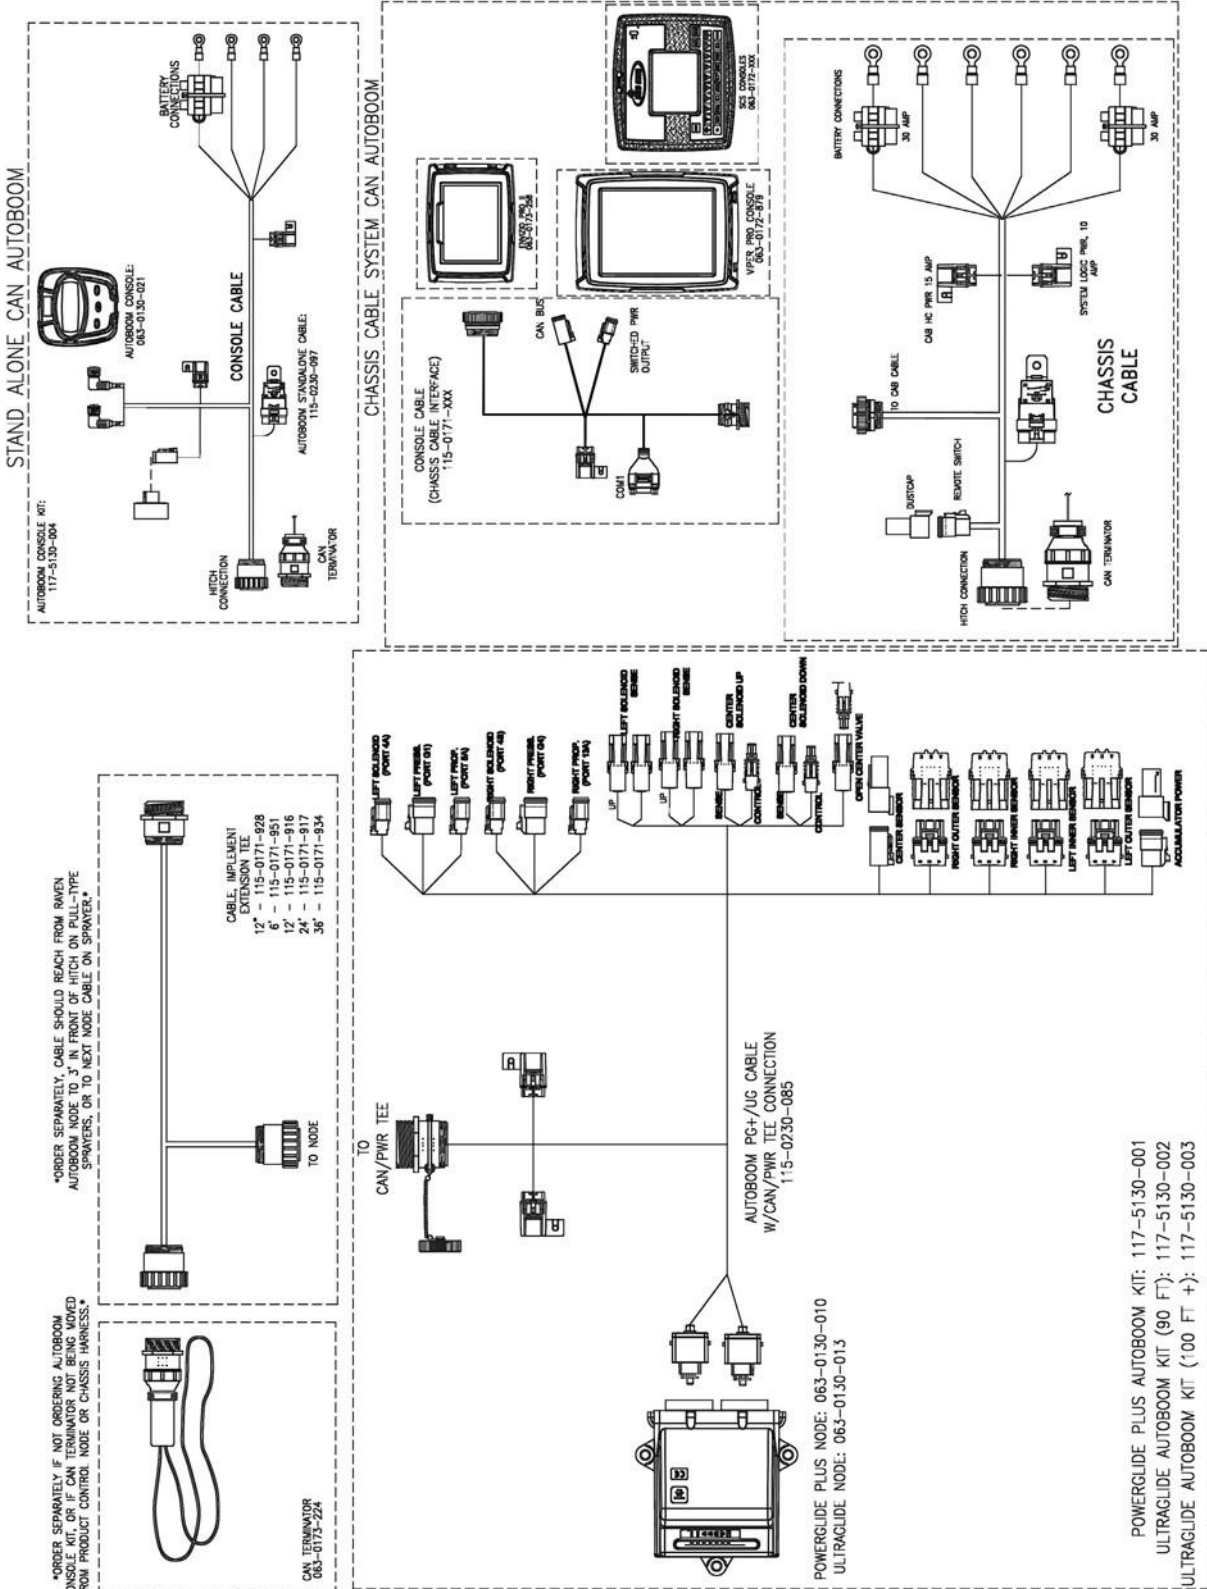 STAND ALONE CAN AUTOBOOM
AUTOBOOM CONSOLE KIT:
117-5130-004
BATTERY
CONNECTIONS
AUTOBOOM CONSOLE:
063-0130-021
CONSOLE CABLE
AUTOBOOM STANDALONE CABLE:
115-0230-097
HITCH
CONNECTION
CAN
TERMINATOR
CHASSIS CABLE SYSTEM CAN AUTOBOOM
SCS CONSOLES
063-0172-XXX
ENVIZIO PRO II
063-0173-258
VIPER PRO CONSOLE
063-0172-879
CONSOLE CABLE
(CHASSIS CABLE INTERFACE)
115-0171-XXX
CAN BUS
SWITCHED PWR
OUTPUT
COM1
BATTERY CONNECTIONS
30 AMP
30 AMP
CAB HC PWR 15 AMP
SYSTEM LOGIC PWR, 10
AMP
TO CAB CABLE
CHASSIS
CABLE
DUSTCAP
REMOTE SWITCH
HITCH CONNECTION
CAN TERMINATOR
*ORDER SEPARATELY, CABLE SHOULD REACH FROM RAVEN
AUTOBOOM NODE TO 3' IN FRONT OF HITCH ON PULL-TYPE
SPRAYERS, OR TO NEXT NODE CABLE ON SPRAYER.*
CABLE, IMPLEMENT
EXTENSION TEE
12" - 115-0171-928
6' - 115-0171-951
12' - 115-0171-916
24' - 115-0171-917
36' - 115-0171-934
TO NODE
*ORDER SEPARATELY IF NOT ORDERING AUTOBOOM
ONSOLE KIT, OR IF CAN TERMINATOR NOT BEING MOVED
ROM PRODUCT CONTROL NODE OR CHASSIS HARNESS.*
CAN TERMINATOR
063-0173-224
LEFT SOLENOID
(PORT 4A)
LEFT PRESS.
(PORT G1)
LEFT PROP.
(PORT 5A)
RIGHT SOLENOID
(PORT 4B)
RIGHT PRESS.
(PORT G4)
RIGHT PROP.
(PORT 13A)
UP
LEFT SOLENOID
SENSE
UP
RIGHT SOLENOID
SENSE
SENSE
CENTER
SOLENOID UP
CONTROL
SENSE
CENTER
SOLENOID DOWN
CONTROL
OPEN CENTER VALVE
CENTER SENSOR
RIGHT OUTER SENSOR
RIGHT INNER SENSOR
LEFT INNER SENSOR
LEFT OUTER SENSOR
ACCUMULATOR POWER
TO
CAN/PWR TEE
AUTOBOOM PG+/UG CABLE
W/CAN/PWR TEE CONNECTION
115-0230-085
POWERGLIDE PLUS NODE: 063-0130-010
ULTRAGLIDE NODE: 063-0130-013
POWERGLIDE PLUS AUTOBOOM KIT: 117-5130-001
ULTRAGLIDE AUTOBOOM KIT (90 FT): 117-5130-002
ULTRAGLIDE AUTOBOOM KIT (100 FT +): 117-5130-003